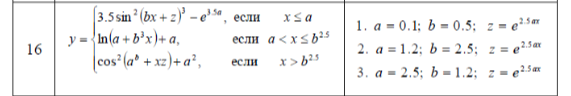 16
y = { 3.5 sin² (bx + z)³ − e^{3.5a}, если x ≤ a
ln(a + b³x) + a, если a < x ≤ b^{2.5}
cos² (a^b + xz) + a², если x > b^{2.5}
1. a = 0.1; b = 0.5; z = e^{2.5ax}
2. a = 1.2; b = 2.5; z = e^{2.5ax}
3. a = 2.5; b = 1.2; z = e^{2.5ax}